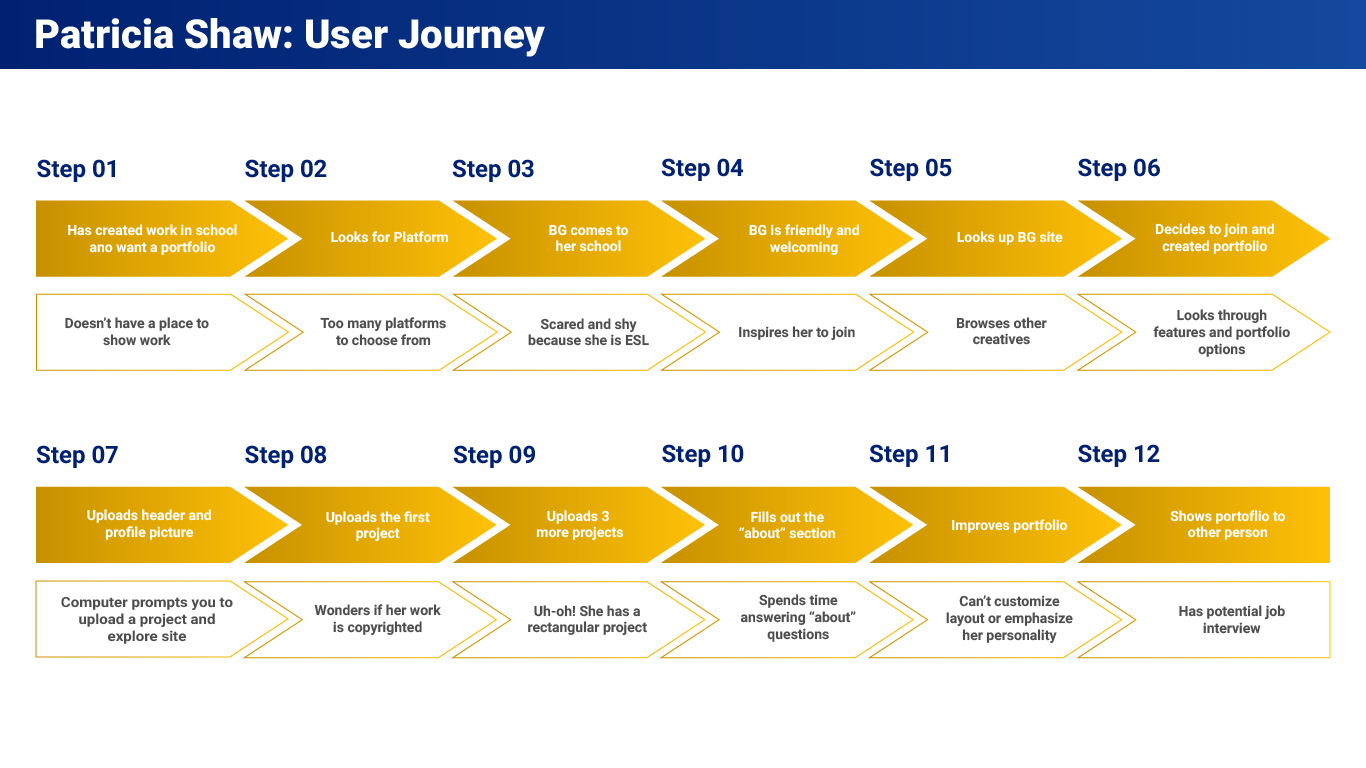 Patricia Shaw: User Journey
Step 01
Step 02
Step 03
Step 04
Step 05
Step 06
Has created work in school
ano want a portfolio
Looks for Platform
BG comes to
her school
BG is friendly and
welcoming
Looks up BG site
Decides to join and
created portfolio
Doesn’t have a place to
show work
Too many platforms
to choose from
Scared and shy
because she is ESL
Inspires her to join
Browses other
creatives
Looks through
features and portfolio
options
Step 07
Step 08
Step 09
Step 10
Step 11
Step 12
Uploads header and
profile picture
Uploads the first
project
Uploads 3
more projects
Fills out the
“about” section
Improves portfolio
Shows portoflio to
other person
Computer prompts you to
upload a project and
explore site
Wonders if her work
is copyrighted
Uh-oh! She has a
rectangular project
Spends time
answering “about”
questions
Can’t customize
layout or emphasize
her personality
Has potential job
interview